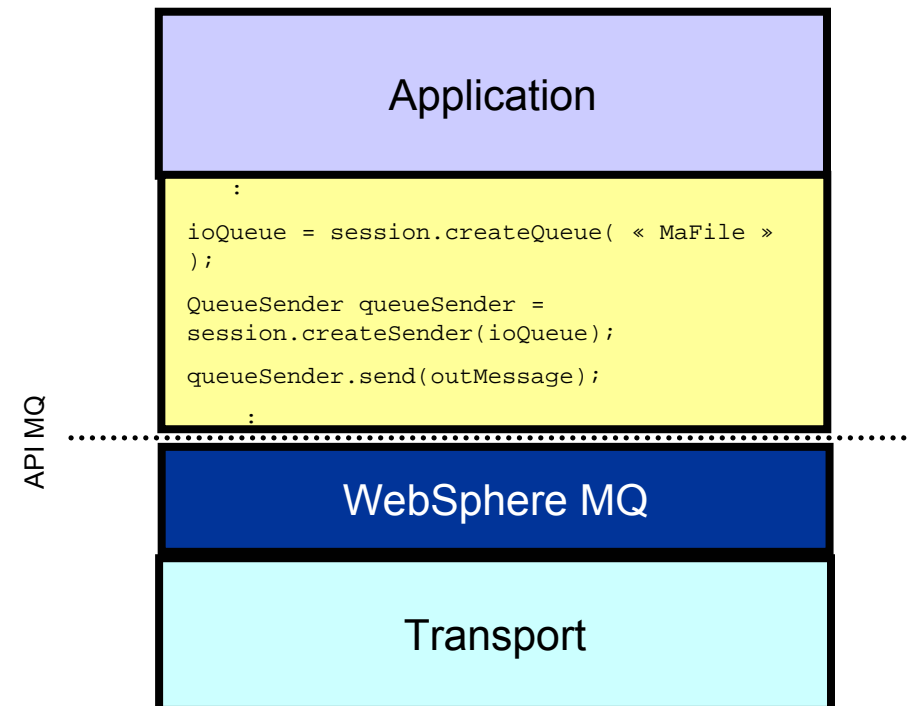 Application
:
ioQueue = session.createQueue( « MaFile »
);
QueueSender queueSender =
session.createSender(ioQueue);
queueSender.send(outMessage);
:
API MQ
WebSphere MQ
Transport